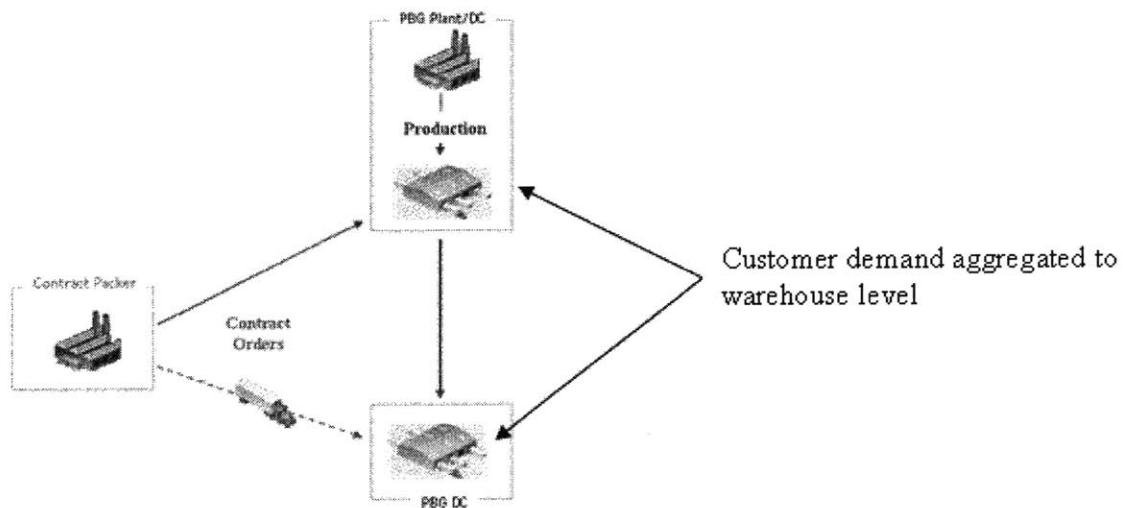 PBG Plant/DC
Production
Contract Packer
Contract
Orders
Customer demand aggregated to
warehouse level
PBG DC